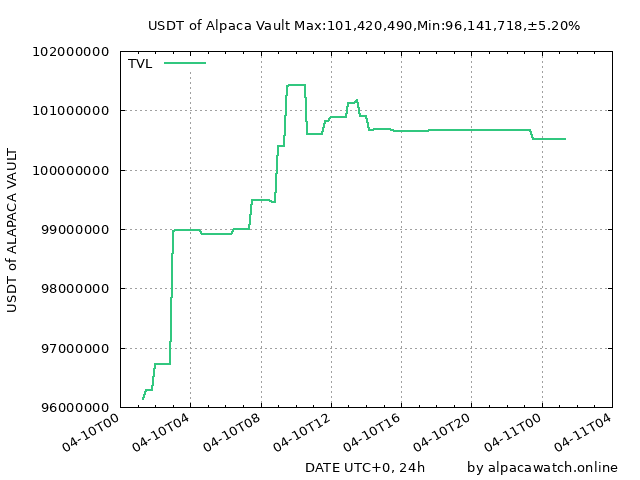 USDT of Alpaca Vault Max:101,420,490,Min:96,141,718,±5.20%
102000000
TVL
101000000
100000000
99000000
98000000
97000000
96000000
USDT of ALAPACA VAULT
04-10T00
04-10T04
04-10T08
04-10T12
04-10T16
04-10T20
04-11T00
04-11T04
DATE UTC+0, 24h
by alpacawatch.online